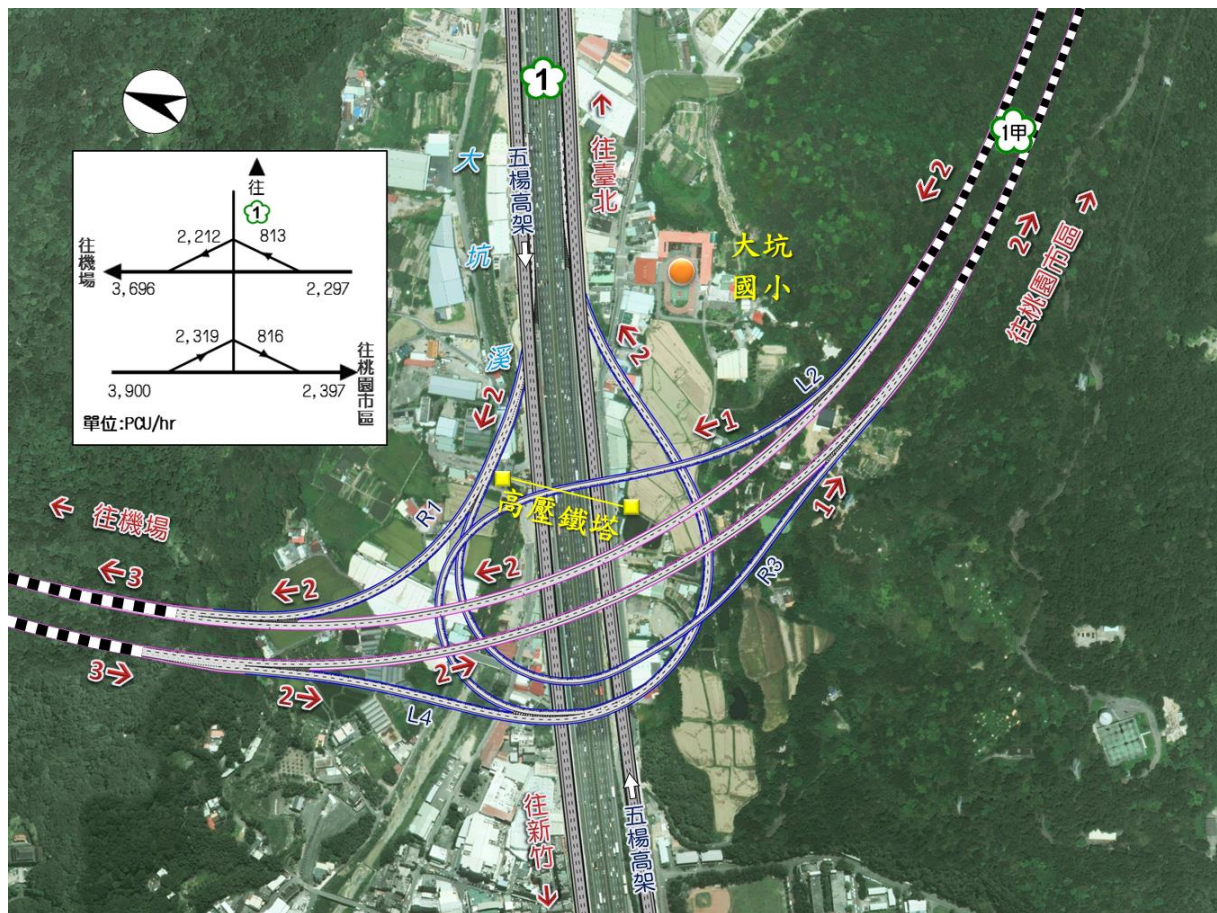 1
五楊高架
往臺北
大坑溪
2
1甲
2
往桃園市區
大坑
國小
往
1
往機場
2,212
813
3,696
2,297
2,319
816
3,900
2,397
往桃園市區
單位:PCU/hr
2
2
L2
1
高壓鐵塔
R1
1
往機場
2
R3
3
2
2
3
2
L4
往新竹
五楊高架